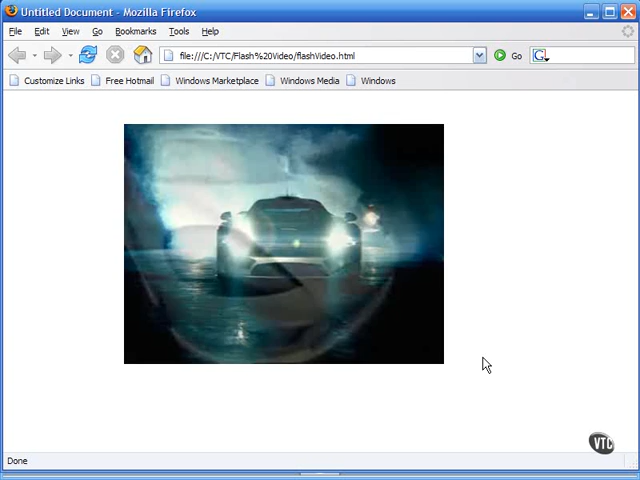 Untitled Document - Mozilla Firefox
File Edit View Go Bookmarks Tools Help
file:///C:/VTC/Flash%20Video/flashVideo.html Go G
Customize Links Free Hotmail Windows Marketplace Windows Media Windows
VTC
Done